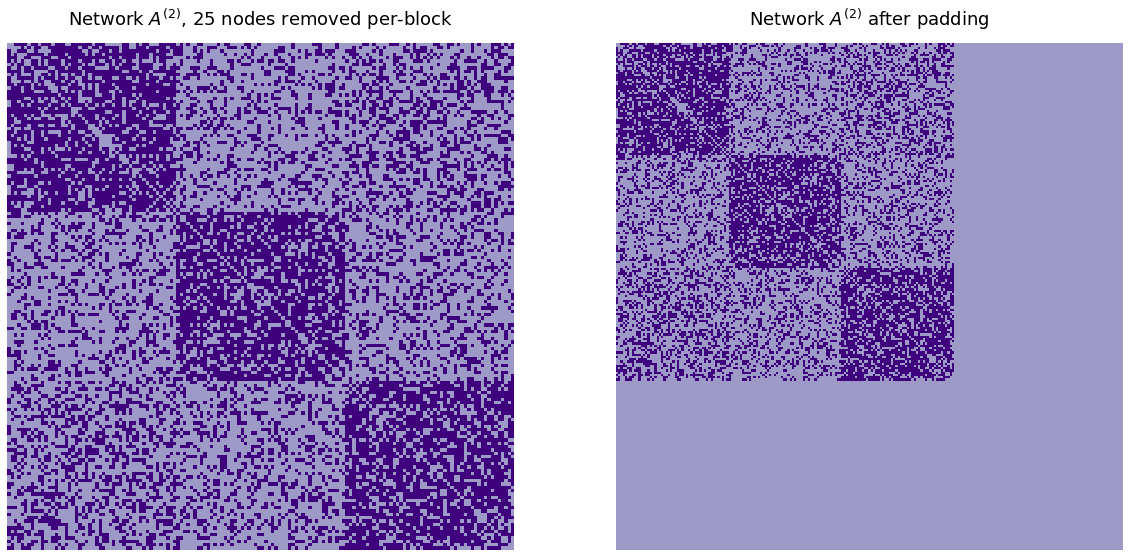 Network A^(2), 25 nodes removed per-block
Network A^(2) after padding